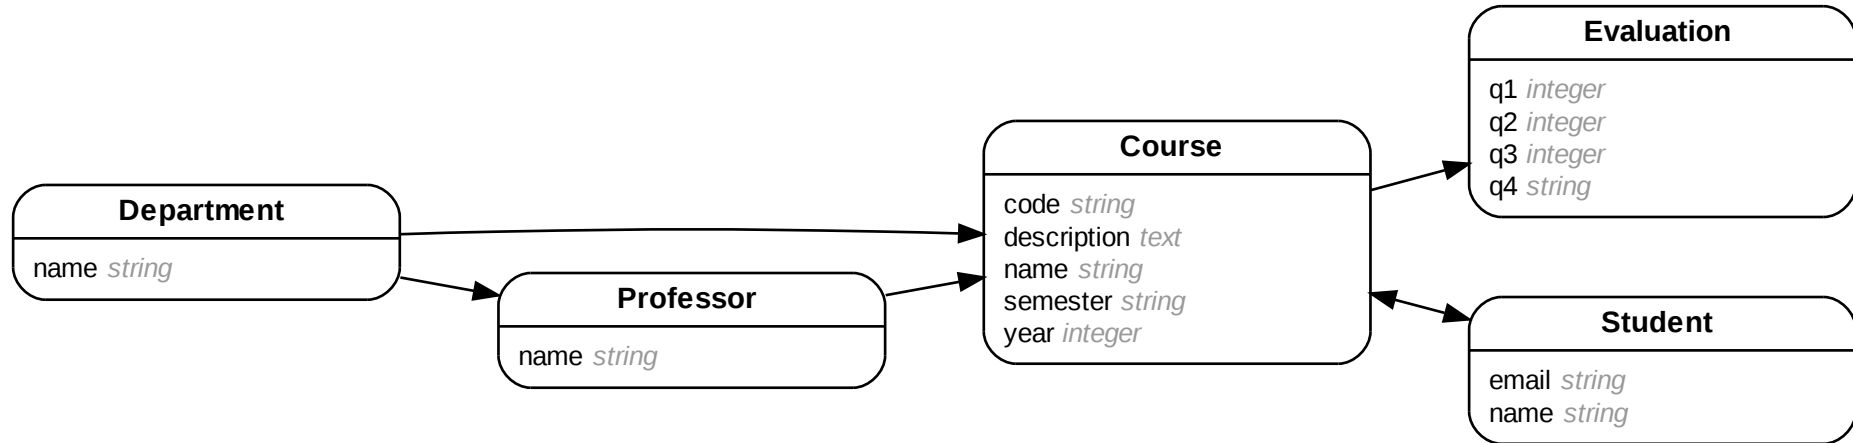 Department
name string
Professor
name string
Course
code string
description text
name string
semester string
year integer
Evaluation
q1 integer
q2 integer
q3 integer
q4 string
Student
email string
name string